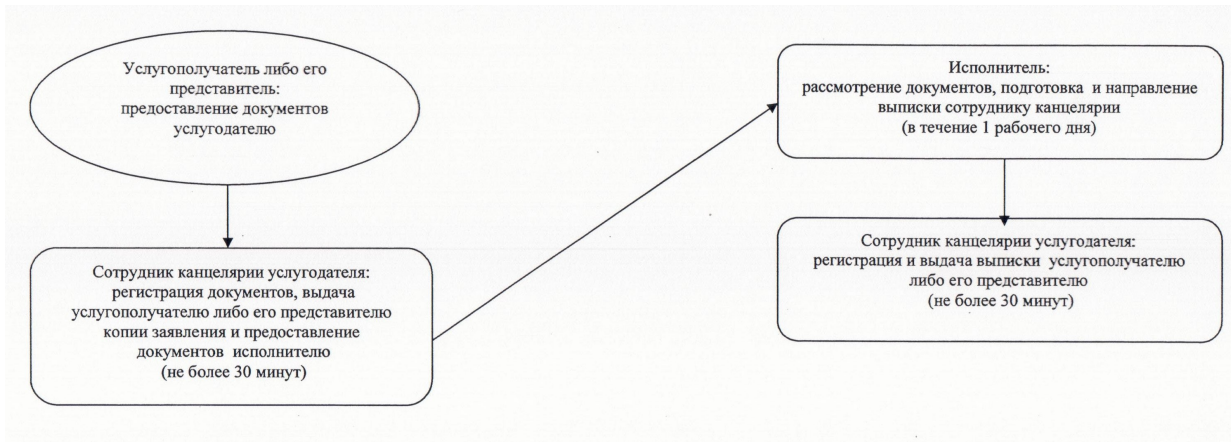 Услугополучатель либо его
представитель:
предоставление документов
услугодателю
Сотрудник канцелярии услугодателя:
регистрация документов, выдача
услугополучателю либо его представителю
копии заявления и предоставление
документов исполнителю
(не более 30 минут)
Исполнитель:
рассмотрение документов, подготовка и направление
выписки сотруднику канцелярии
(в течение 1 рабочего дня)
Сотрудник канцелярии услугодателя:
регистрация и выдача выписки услугополучателю
либо его представителю
(не более 30 минут)